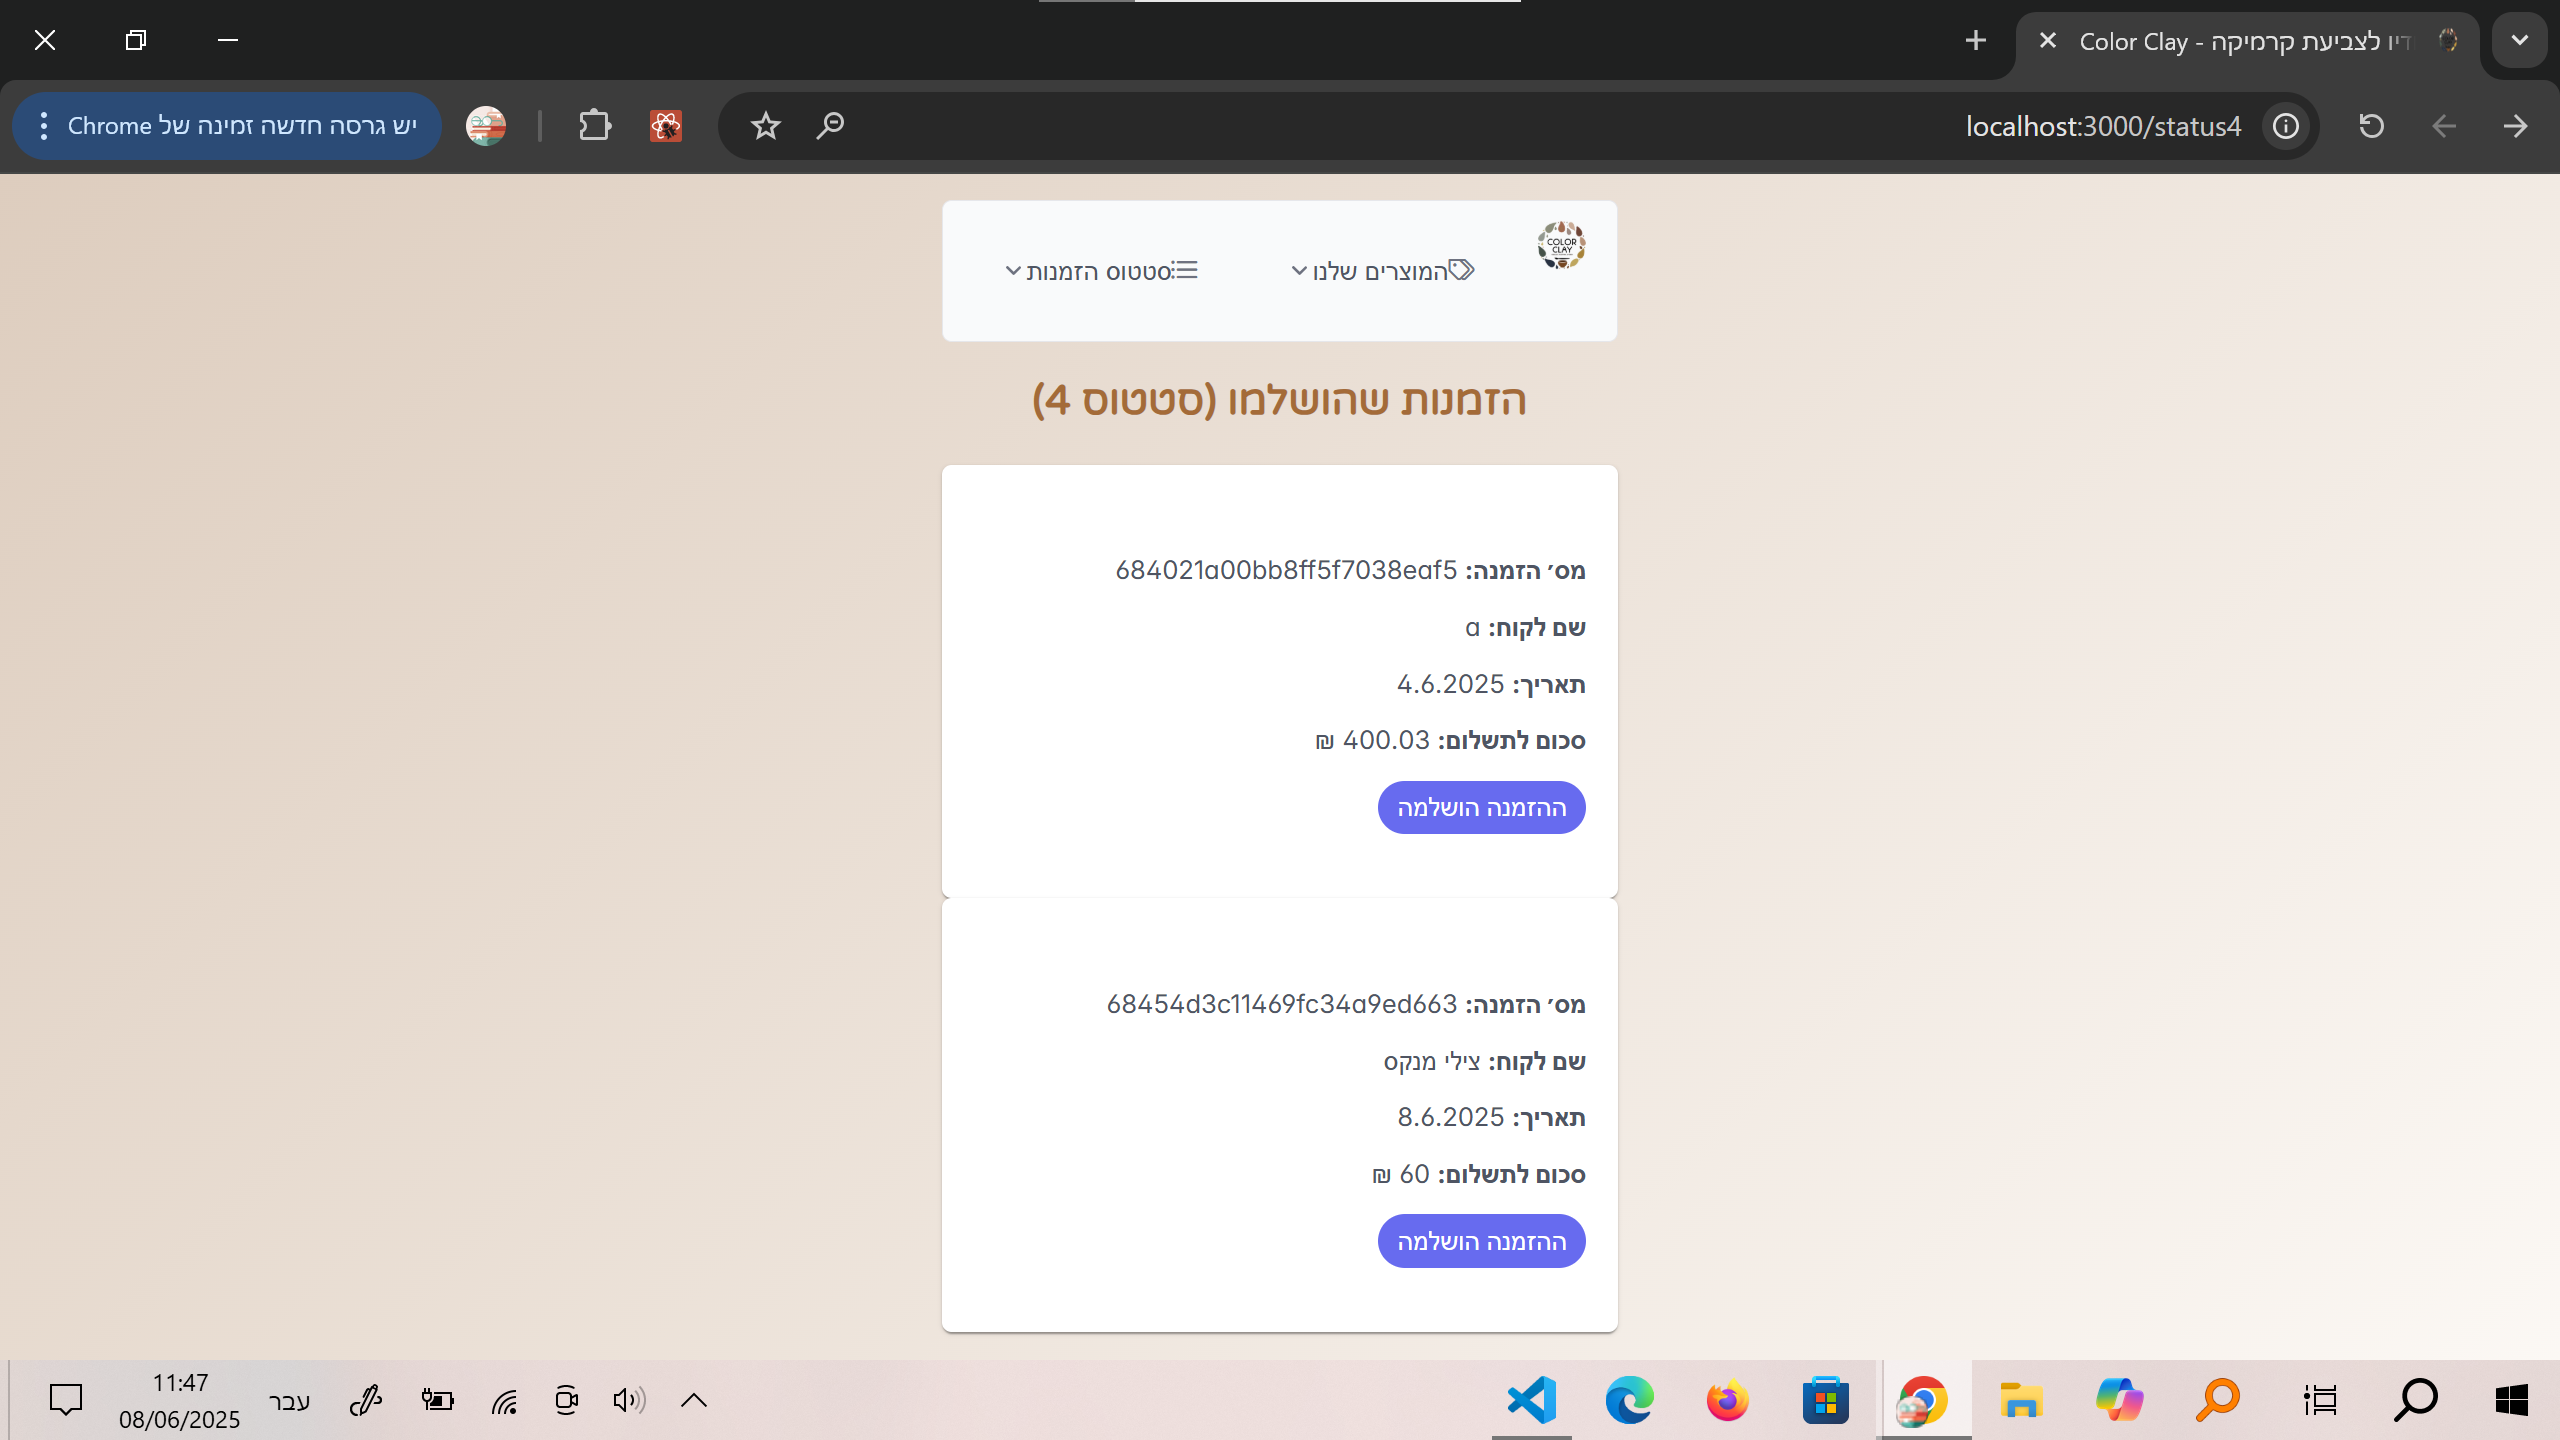 Color Clay - דיו לצביעת קרמיקה
localhost:3000/status4
יש גרסה חדשה זמינה של Chrome
COLOR
CLAY
המוצרים שלנו
סטטוס הזמנות
הזמנות שהושלמו (סטטוס 4)
מס׳ הזמנה: 684021a00bb8ff5f7038eaf5
שם לקוח: a
תאריך: 4.6.2025
סכום לתשלום: 400.03 ₪
ההזמנה הושלמה
מס׳ הזמנה: 68454d3c11469fc34a9ed663
שם לקוח: צילי מנקס
תאריך: 8.6.2025
סכום לתשלום: 60 ₪
ההזמנה הושלמה
עבר
11:47
08/06/2025